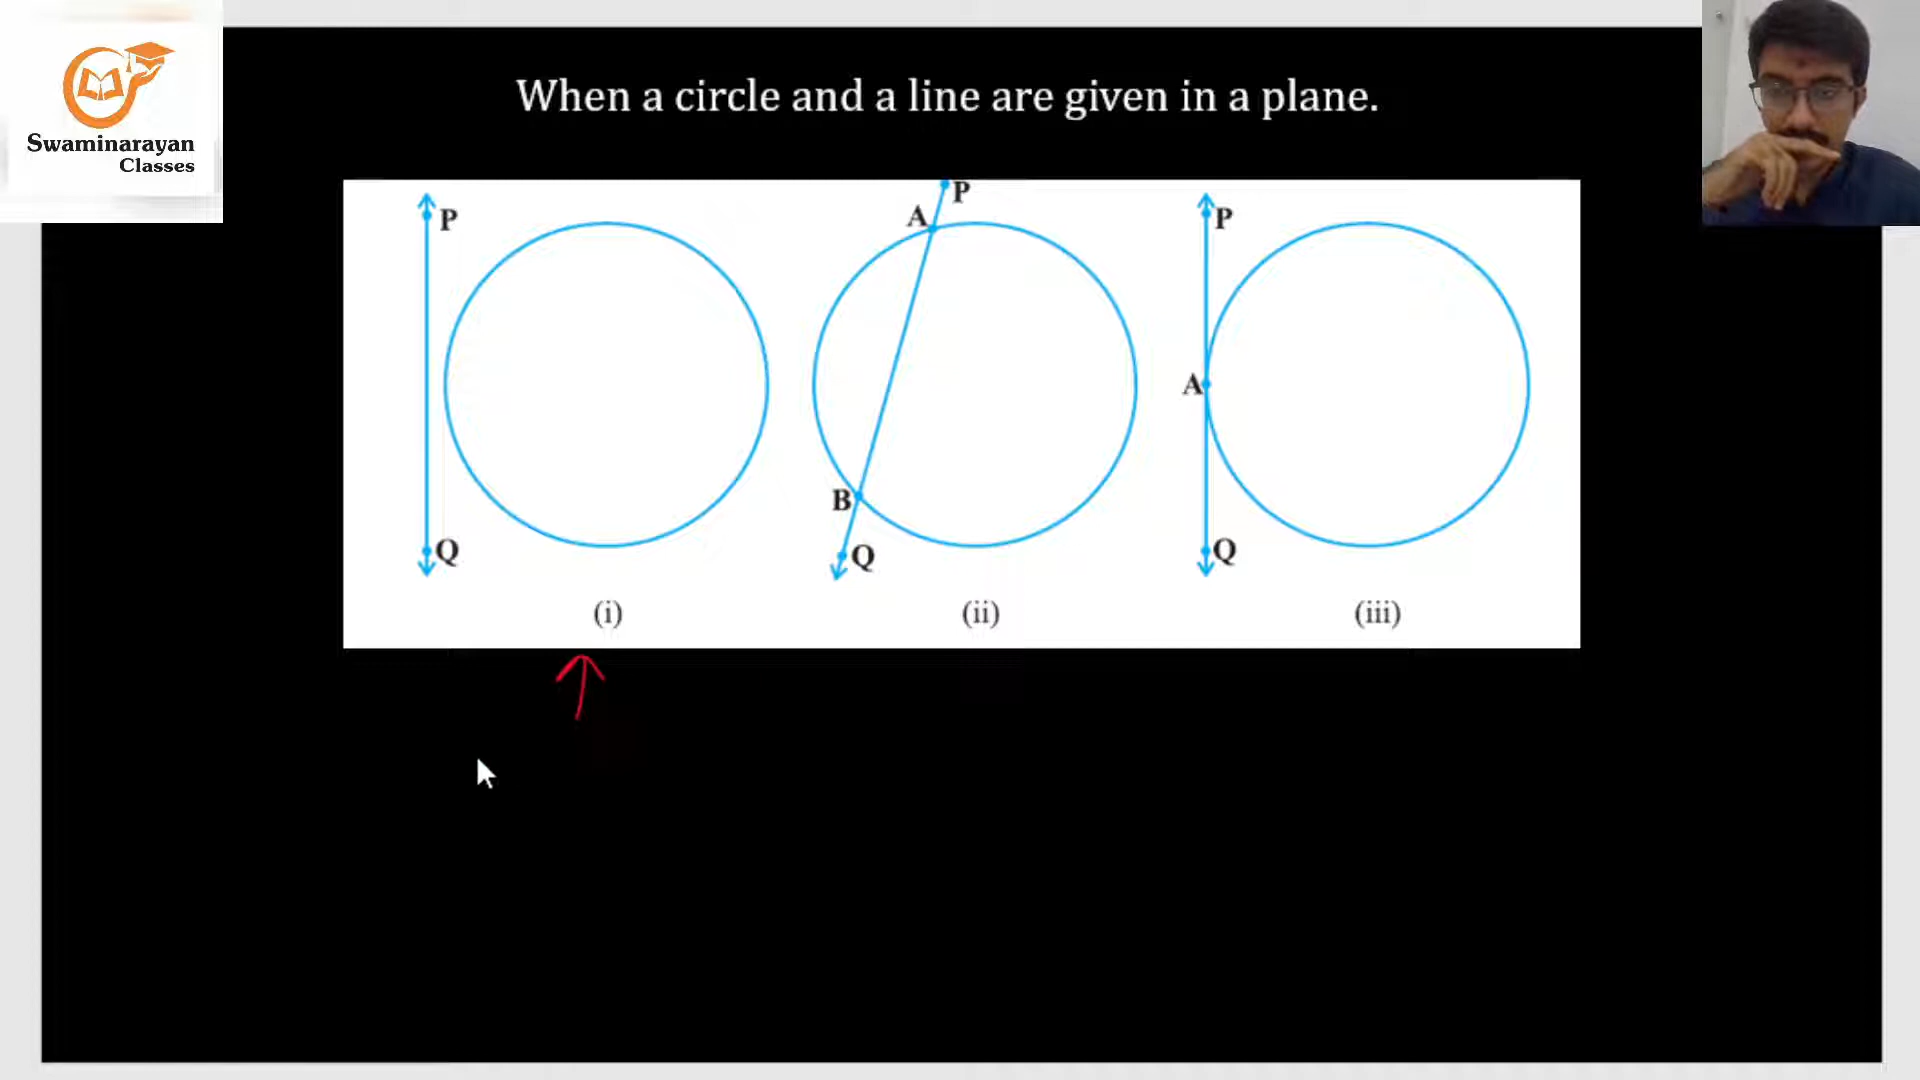 Swaminarayan
Classes
When a circle and a line are given in a plane.
P
Q
(i)
P
A
B
Q
(ii)
P
A
Q
(iii)